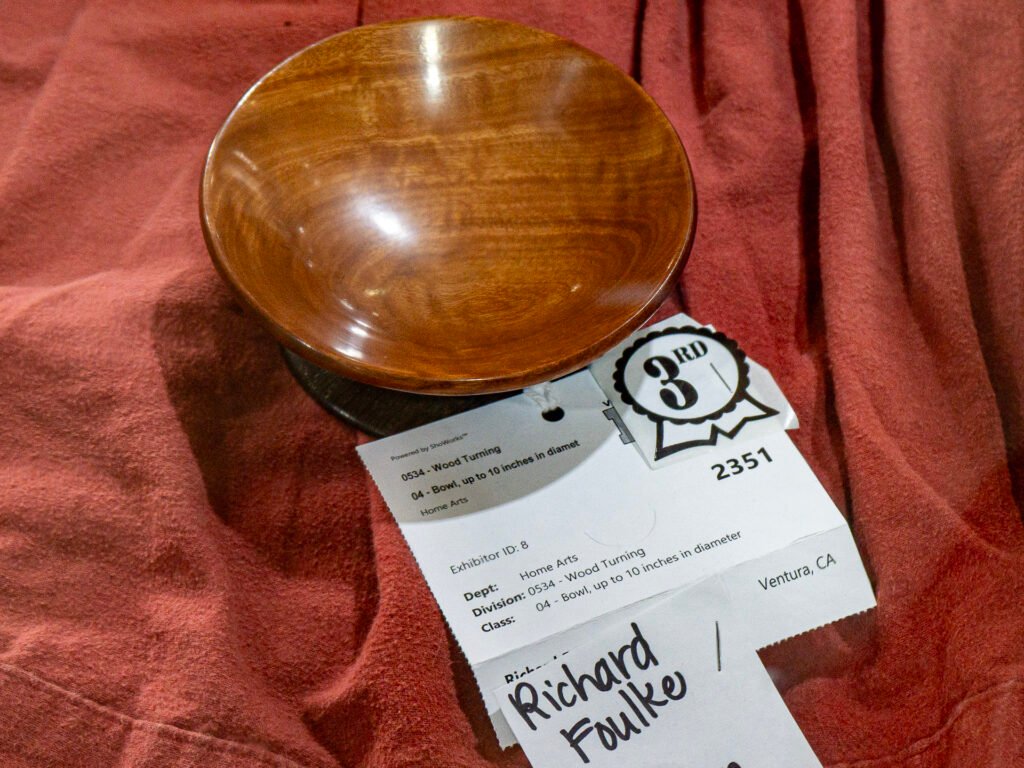 Powered by ShoWorks™
0534 - Wood Turning
04 - Bowl, up to 10 inches in diamet
Home Arts
3RD
2351
Exhibitor ID: 8
Dept: Home Arts
Division: 0534 - Wood Turning
Class: 04 - Bowl, up to 10 inches in diameter
Ventura, CA
Richard
Richard
Foulke